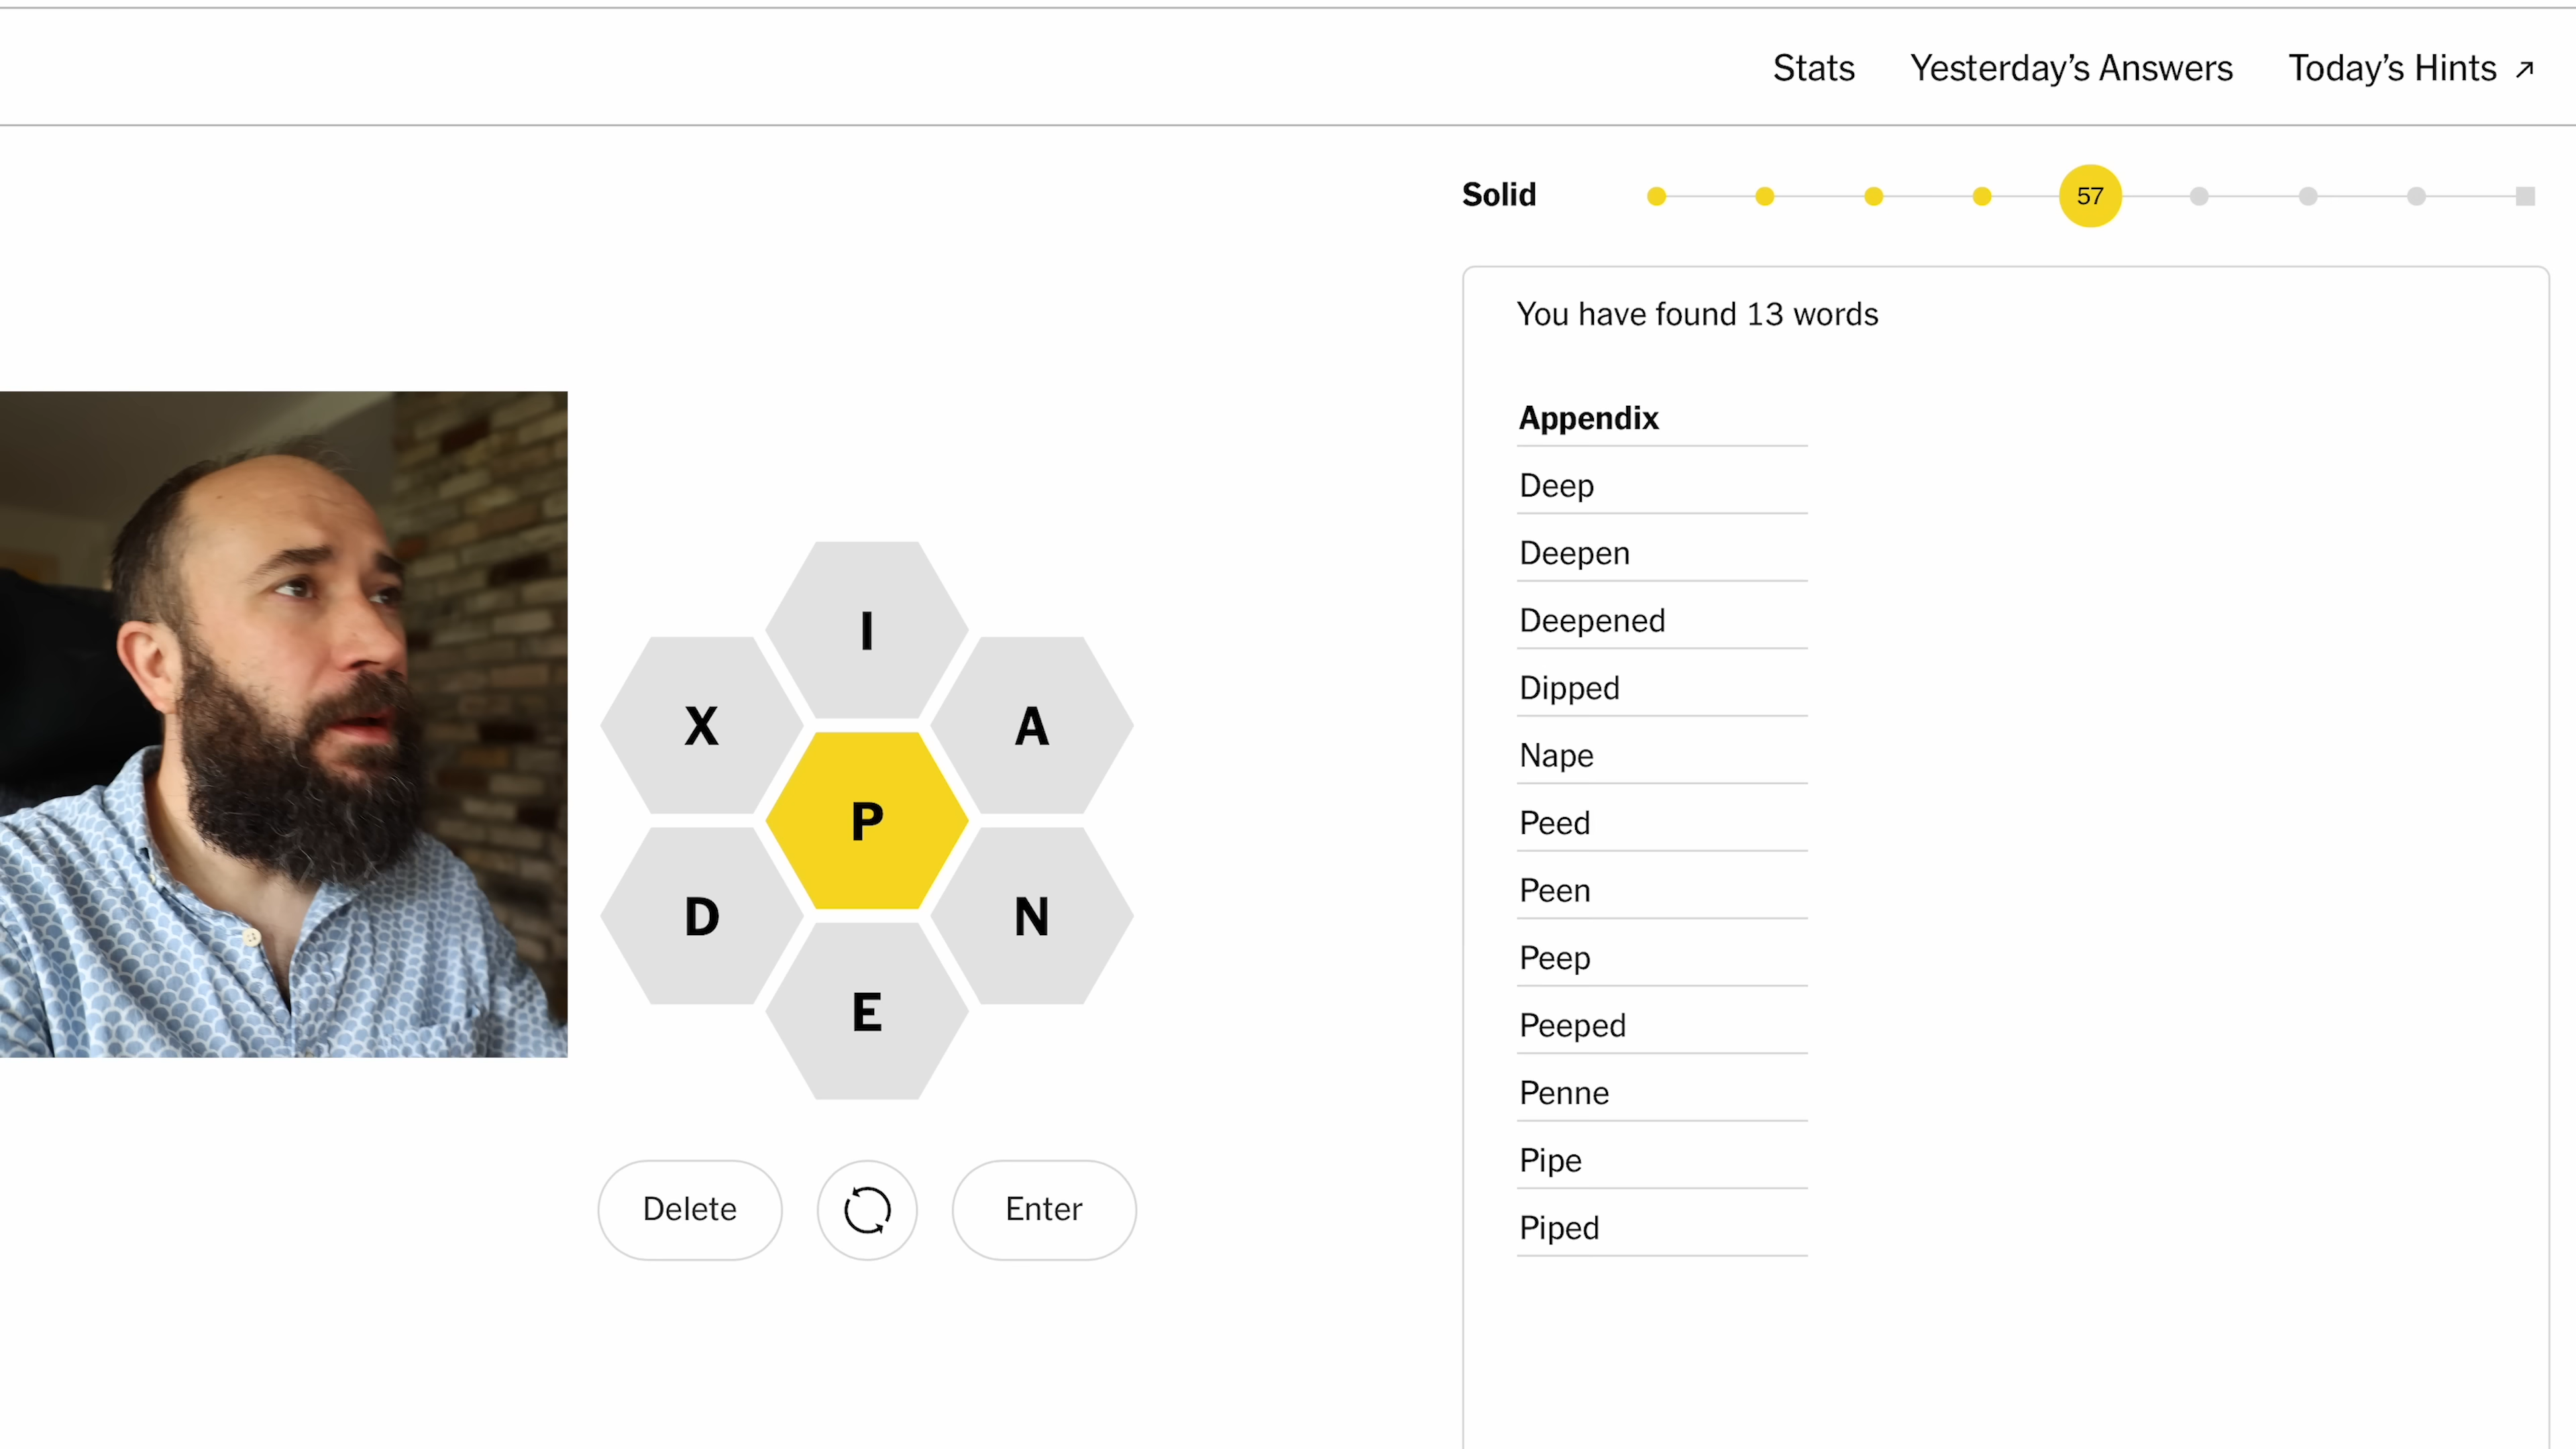 Stats Yesterday's Answers Today's Hints ↗
Solid 57
You have found 13 words
Appendix
Deep
Deepen
Deepened
Dipped
Nape
Peed
Peen
Peep
Peeped
Penne
Pipe
Piped
I
X A
P
D N
E
Delete Enter